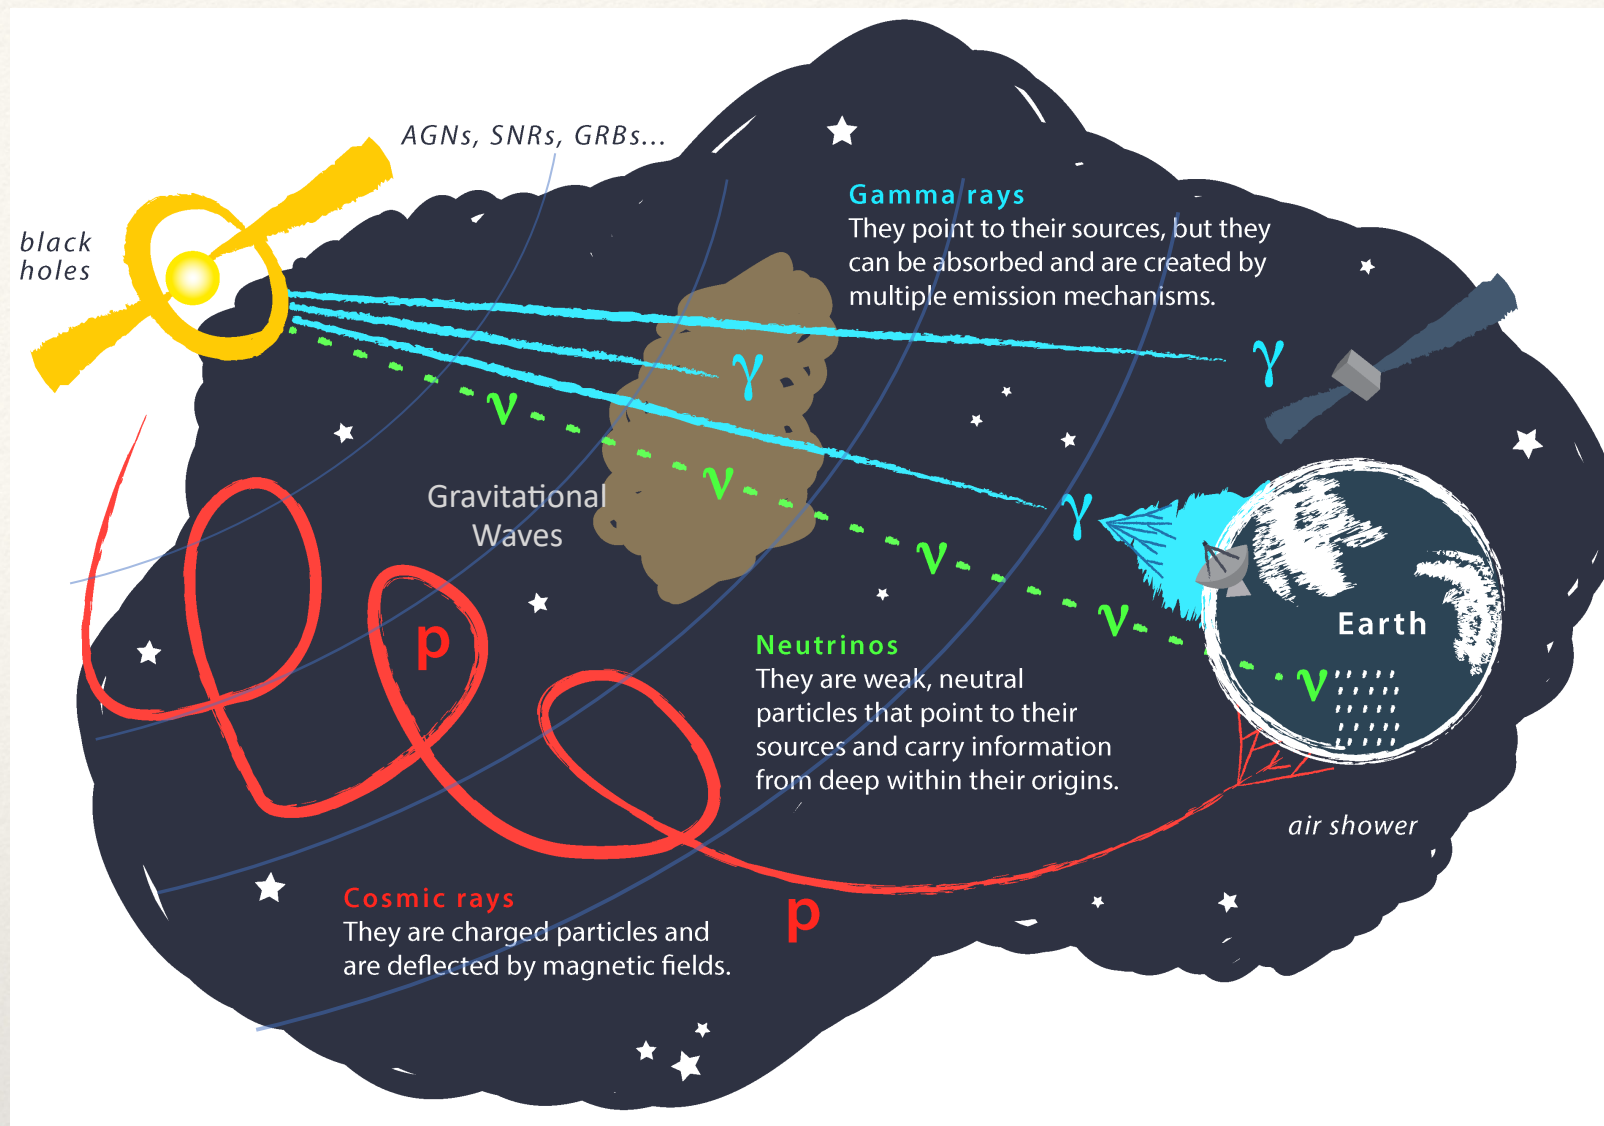 AGNs, SNRs, GRBs...
black
holes
Gamma rays
They point to their sources, but they
can be absorbed and are created by
multiple emission mechanisms.
γ
γ
ν
ν
Gravitational
Waves
γ
ν
ν
Earth
p
Neutrinos
They are weak, neutral
particles that point to their
sources and carry information
from deep within their origins.
ν
air shower
Cosmic rays
They are charged particles and
are deflected by magnetic fields.
p